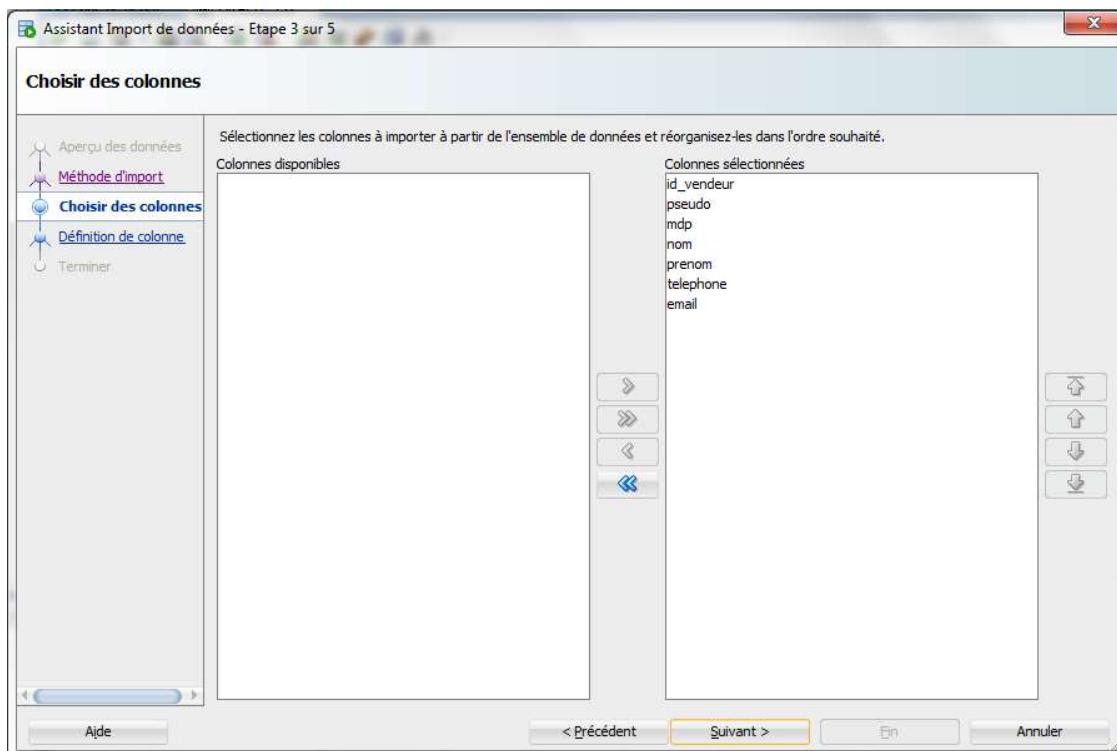 Assistant Import de données - Etape 3 sur 5
Choisir des colonnes
Aperçu des données
Méthode d'import
Choisir des colonnes
Définition de colonne
Terminer
Sélectionnez les colonnes à importer à partir de l'ensemble de données et réorganisez-les dans l'ordre souhaité.
Colonnes disponibles
Colonnes sélectionnées
id_vendeur
pseudo
mdp
nom
prenom
telephone
email
Aide
< Précédent
Suivant >
Fin
Annuler